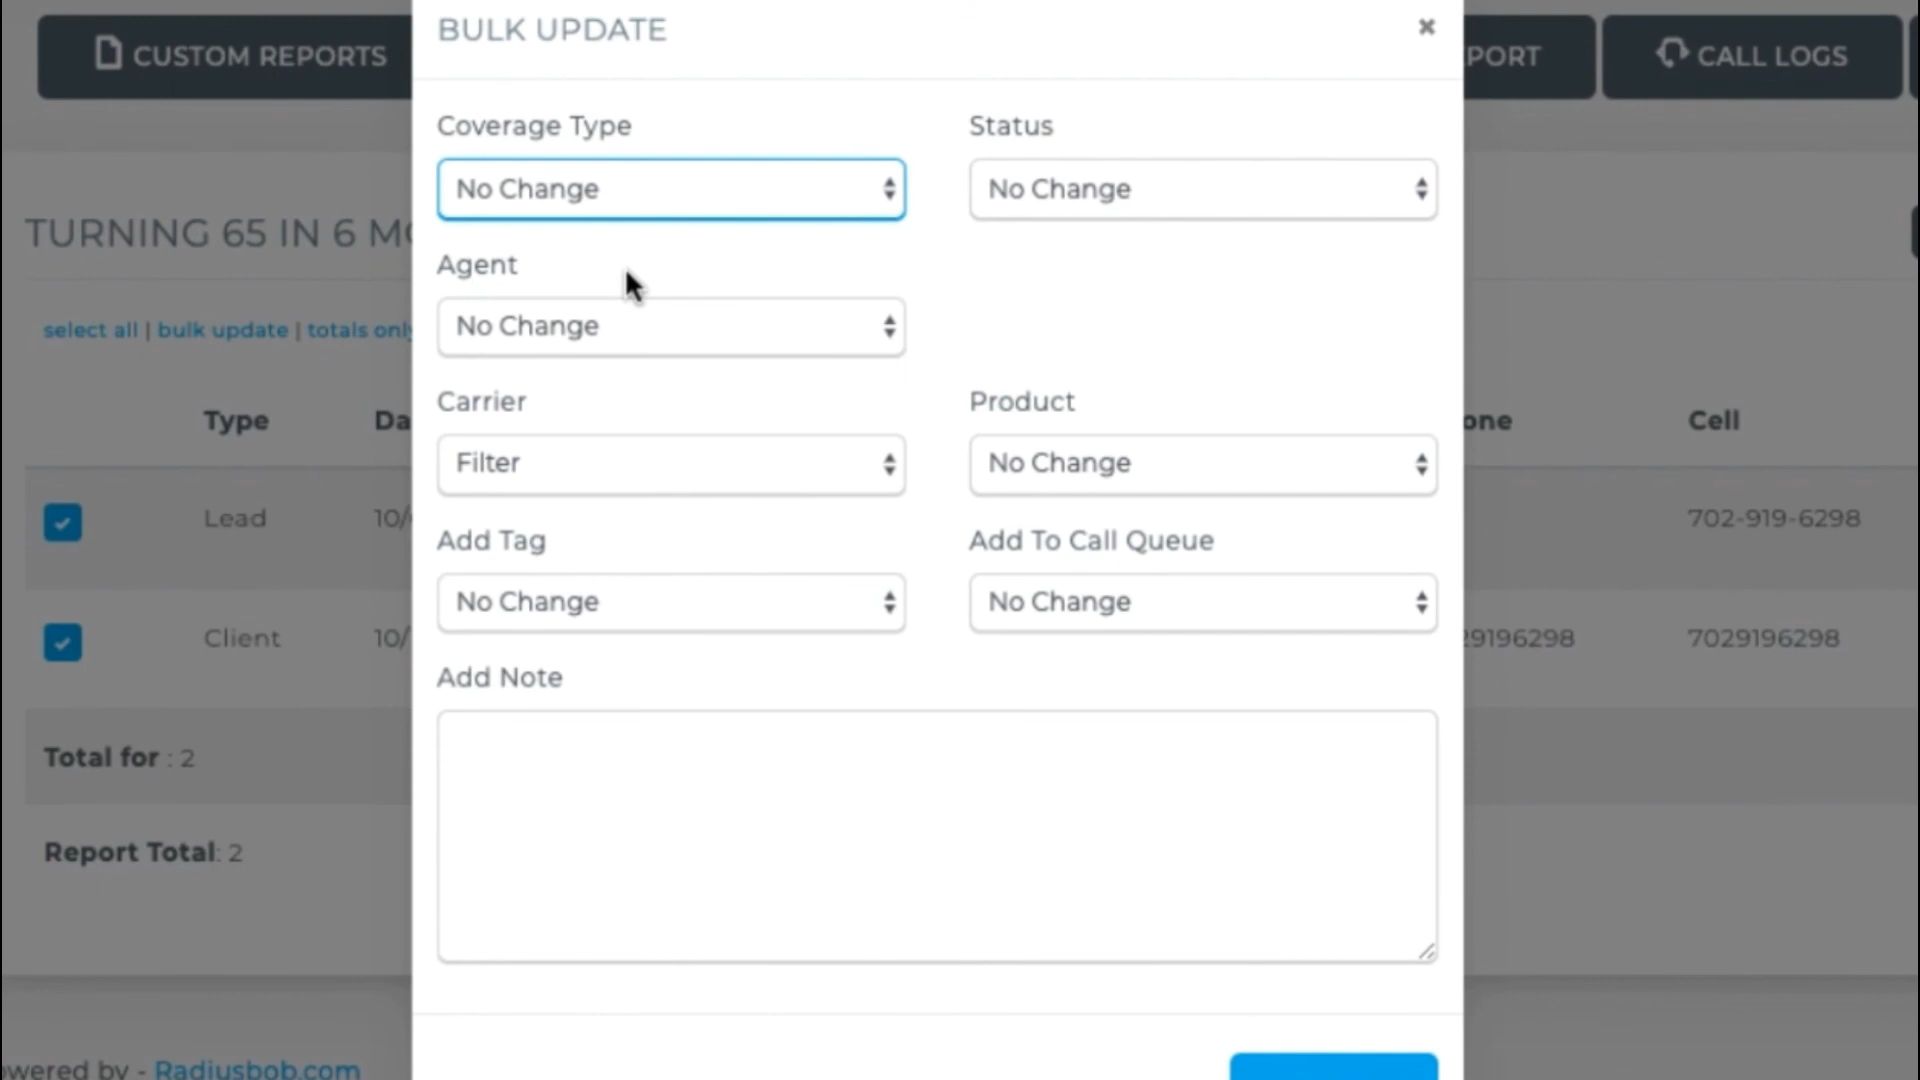 BULK UPDATE
CUSTOM REPORTS
PORT
CALL LOGS
Coverage Type
Status
No Change
No Change
TURNING 65 IN 6 MO
Agent
No Change
select all | bulk update | totals only
Carrier
Product
Type
Da
one
Cell
Filter
No Change
Lead
10/
702-919-6298
Add Tag
Add To Call Queue
No Change
No Change
Client
10/
29196298
7029196298
Add Note
Total for : 2
Report Total: 2
owered by - Radiusbob.com